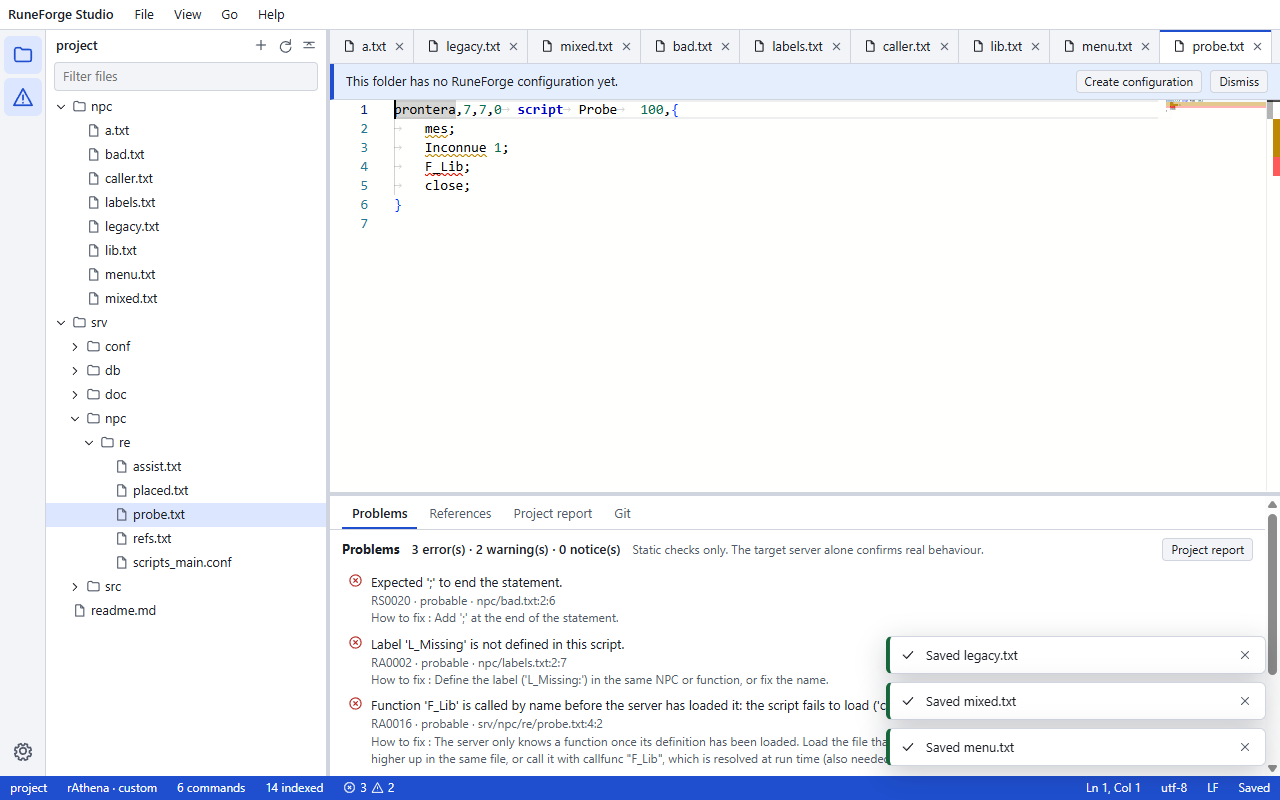 RuneForge Studio File View Go Help
project
Filter files
npc
a.txt
bad.txt
caller.txt
labels.txt
legacy.txt
lib.txt
menu.txt
mixed.txt
srv
conf
db
doc
npc
re
assist.txt
placed.txt
probe.txt
refs.txt
scripts_main.conf
src
readme.md
a.txt legacy.txt mixed.txt bad.txt labels.txt caller.txt lib.txt menu.txt probe.txt
This folder has no RuneForge configuration yet. Create configuration Dismiss
1 prontera,7,7,0 script Probe 100,{
2 mes;
3 Inconnue 1;
4 F_Lib;
5 close;
6 }
7
Problems References Project report Git
Problems 3 error(s) · 2 warning(s) · 0 notice(s) Static checks only. The target server alone confirms real behaviour. Project report
Expected ';' to end the statement.
RS0020 · probable · npc/bad.txt:2:6
How to fix : Add ';' at the end of the statement.
Label 'L_Missing' is not defined in this script.
RA0002 · probable · npc/labels.txt:2:7
How to fix : Define the label ('L_Missing:') in the same NPC or function, or fix the name.
Function 'F_Lib' is called by name before the server has loaded it: the script fails to load ('c
RA0016 · probable · srv/npc/re/probe.txt:4:2
How to fix : The server only knows a function once its definition has been loaded. Load the file tha
higher up in the same file, or call it with callfunc "F_Lib", which is resolved at run time (also neede
Saved legacy.txt
Saved mixed.txt
Saved menu.txt
project rAthena · custom 6 commands 14 indexed 3 2 Ln 1, Col 1 utf-8 LF Saved